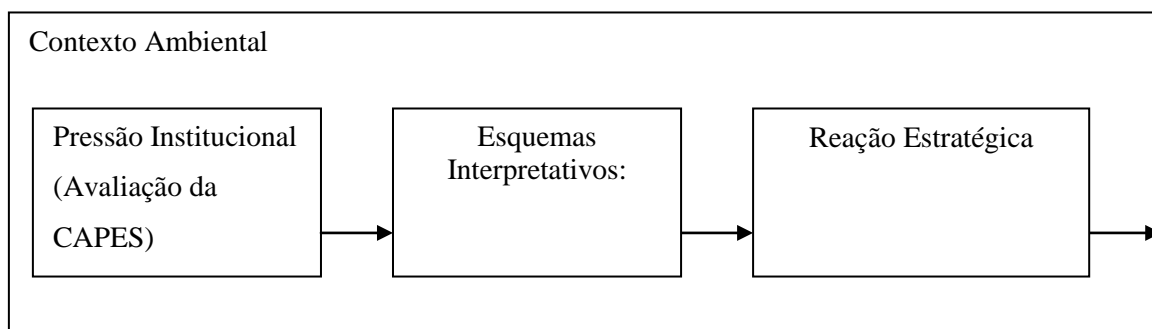 Contexto Ambiental
Pressão Institucional
(Avaliação da
CAPES)
Esquemas
Interpretativos:
Reação Estratégica